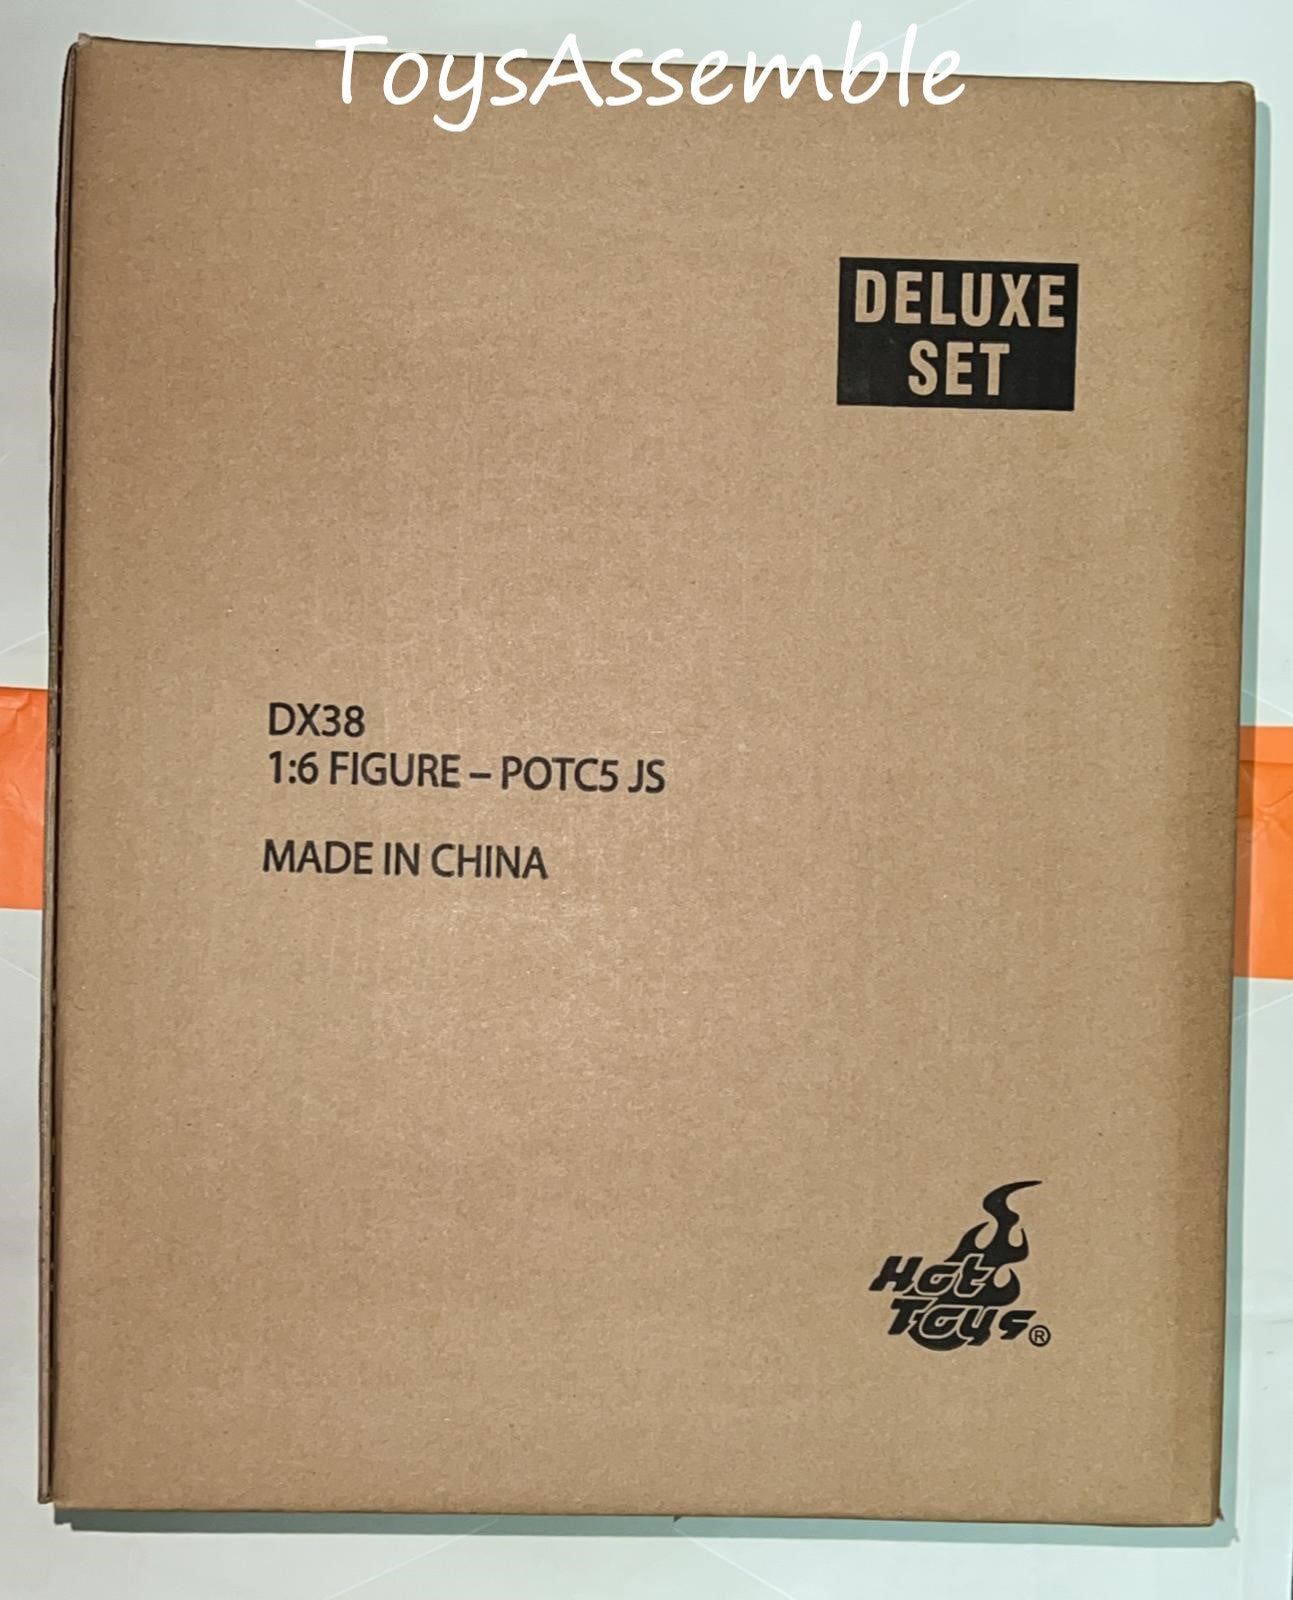 ToysAssemble
DELUXE
SET
DX38
1:6 FIGURE – POTC5 JS
MADE IN CHINA
Hot
Toys®